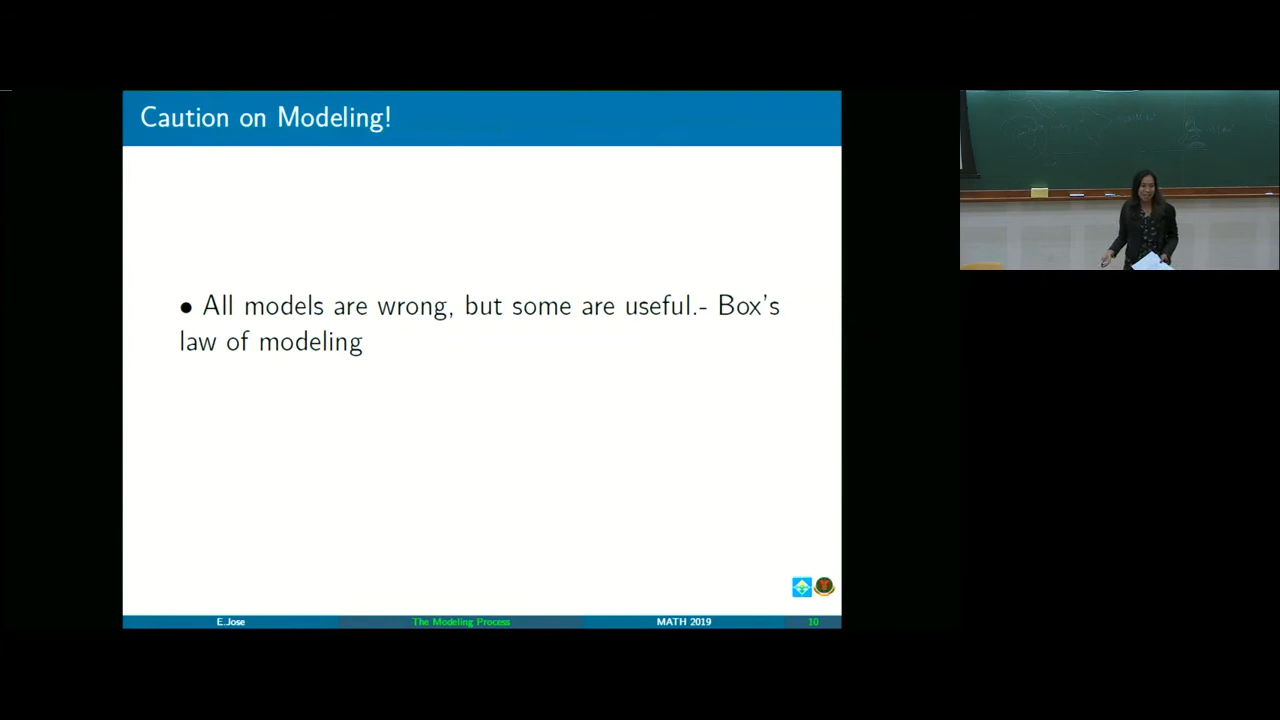 Caution on Modeling!
• All models are wrong, but some are useful.- Box's
law of modeling
E.Jose
The Modeling Process
MATH 2019
10